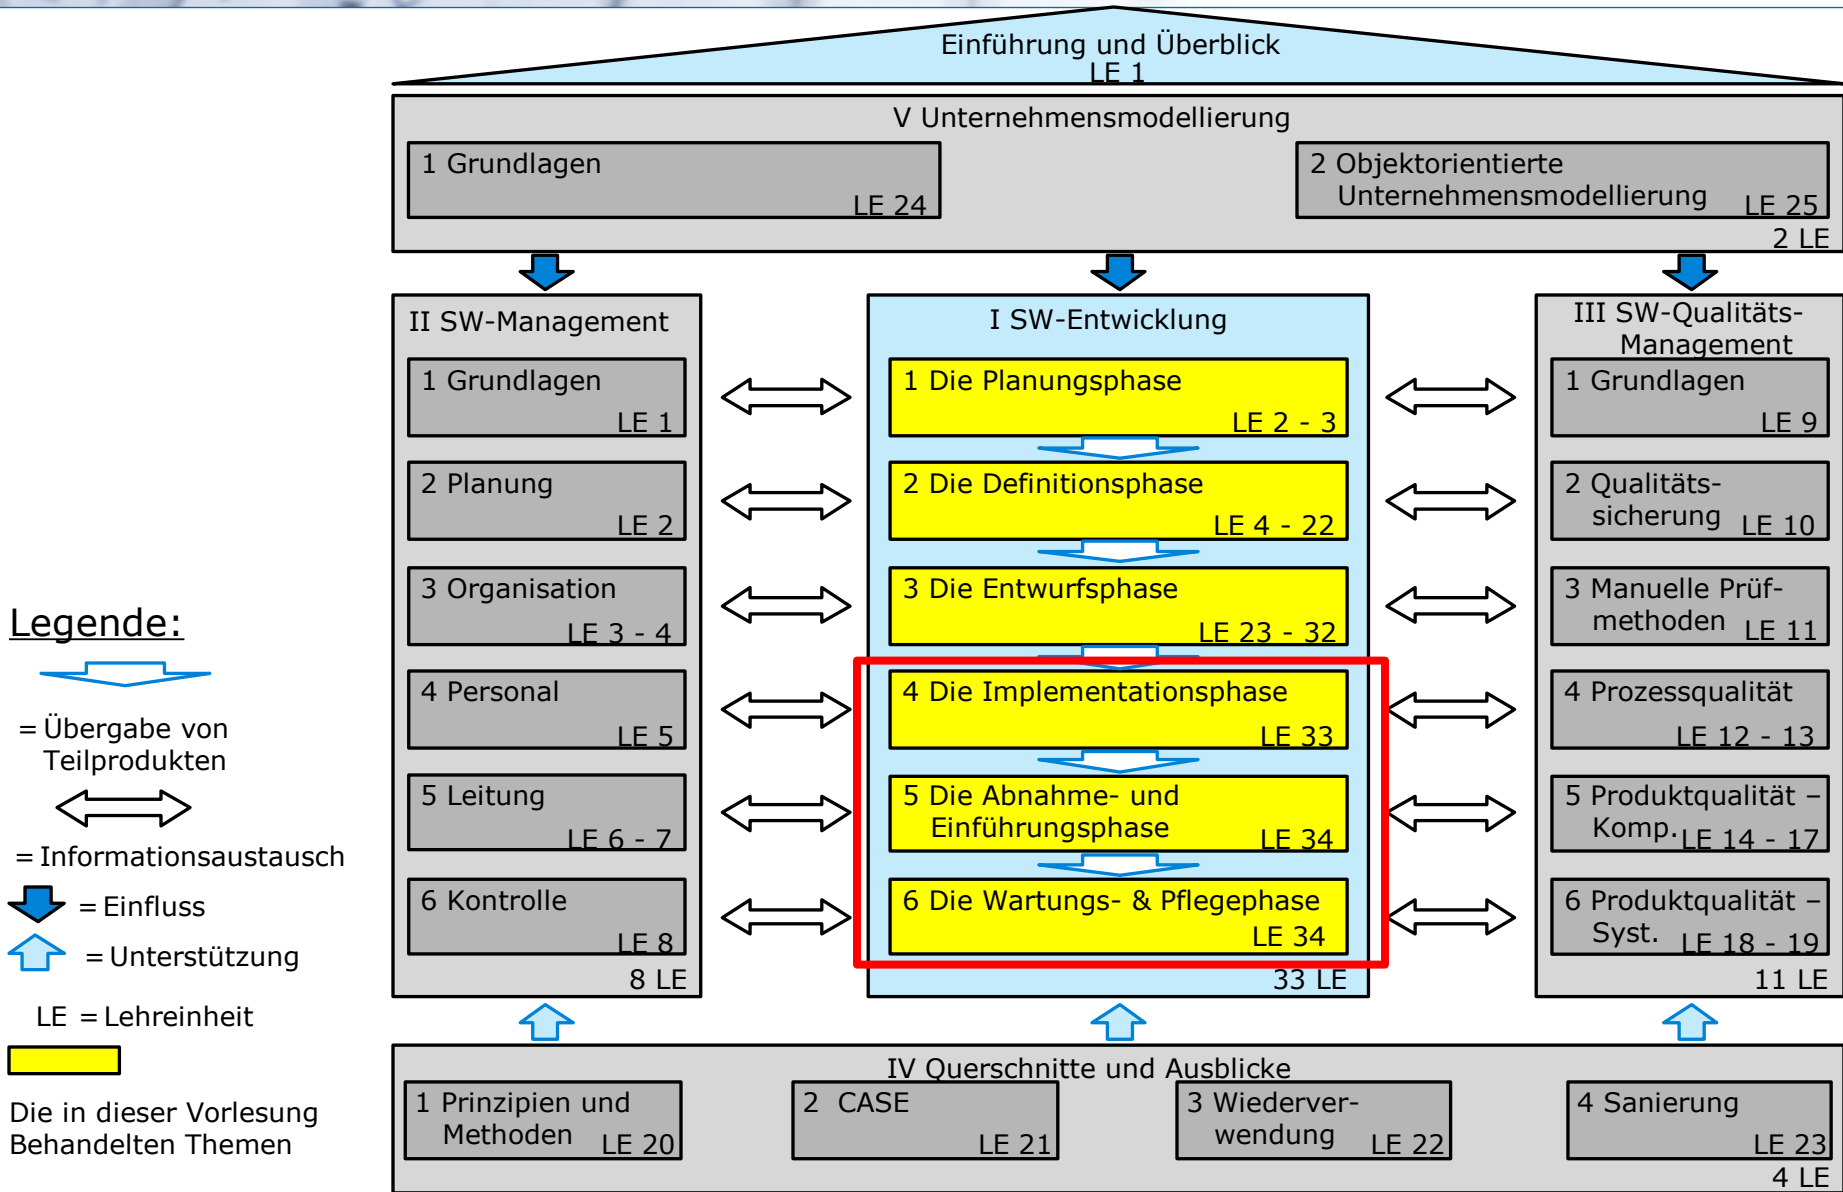 Einführung und Überblick
LE 1
V Unternehmensmodellierung
1 Grundlagen
LE 24
2 Objektorientierte
Unternehmensmodellierung
LE 25
2 LE
II SW-Management
1 Grundlagen
LE 1
2 Planung
LE 2
3 Organisation
LE 3 - 4
4 Personal
LE 5
5 Leitung
LE 6 - 7
6 Kontrolle
LE 8
8 LE
I SW-Entwicklung
1 Die Planungsphase
LE 2 - 3
2 Die Definitionsphase
LE 4 - 22
3 Die Entwurfsphase
LE 23 - 32
4 Die Implementationsphase
LE 33
5 Die Abnahme- und
Einführungsphase
LE 34
6 Die Wartungs- & Pflegephase
LE 34
33 LE
III SW-Qualitäts-
Management
1 Grundlagen
LE 9
2 Qualitäts-
sicherung LE 10
3 Manuelle Prüf-
methoden LE 11
4 Prozessqualität
LE 12 - 13
5 Produktqualität –
Komp. LE 14 - 17
6 Produktqualität –
Syst. LE 18 - 19
11 LE
IV Querschnitte und Ausblicke
1 Prinzipien und
Methoden LE 20
2 CASE
LE 21
3 Wiederver-
wendung LE 22
4 Sanierung
LE 23
4 LE
Legende:
= Übergabe von
Teilprodukten
= Informationsaustausch
= Einfluss
= Unterstützung
LE = Lehreinheit
Die in dieser Vorlesung
Behandelten Themen